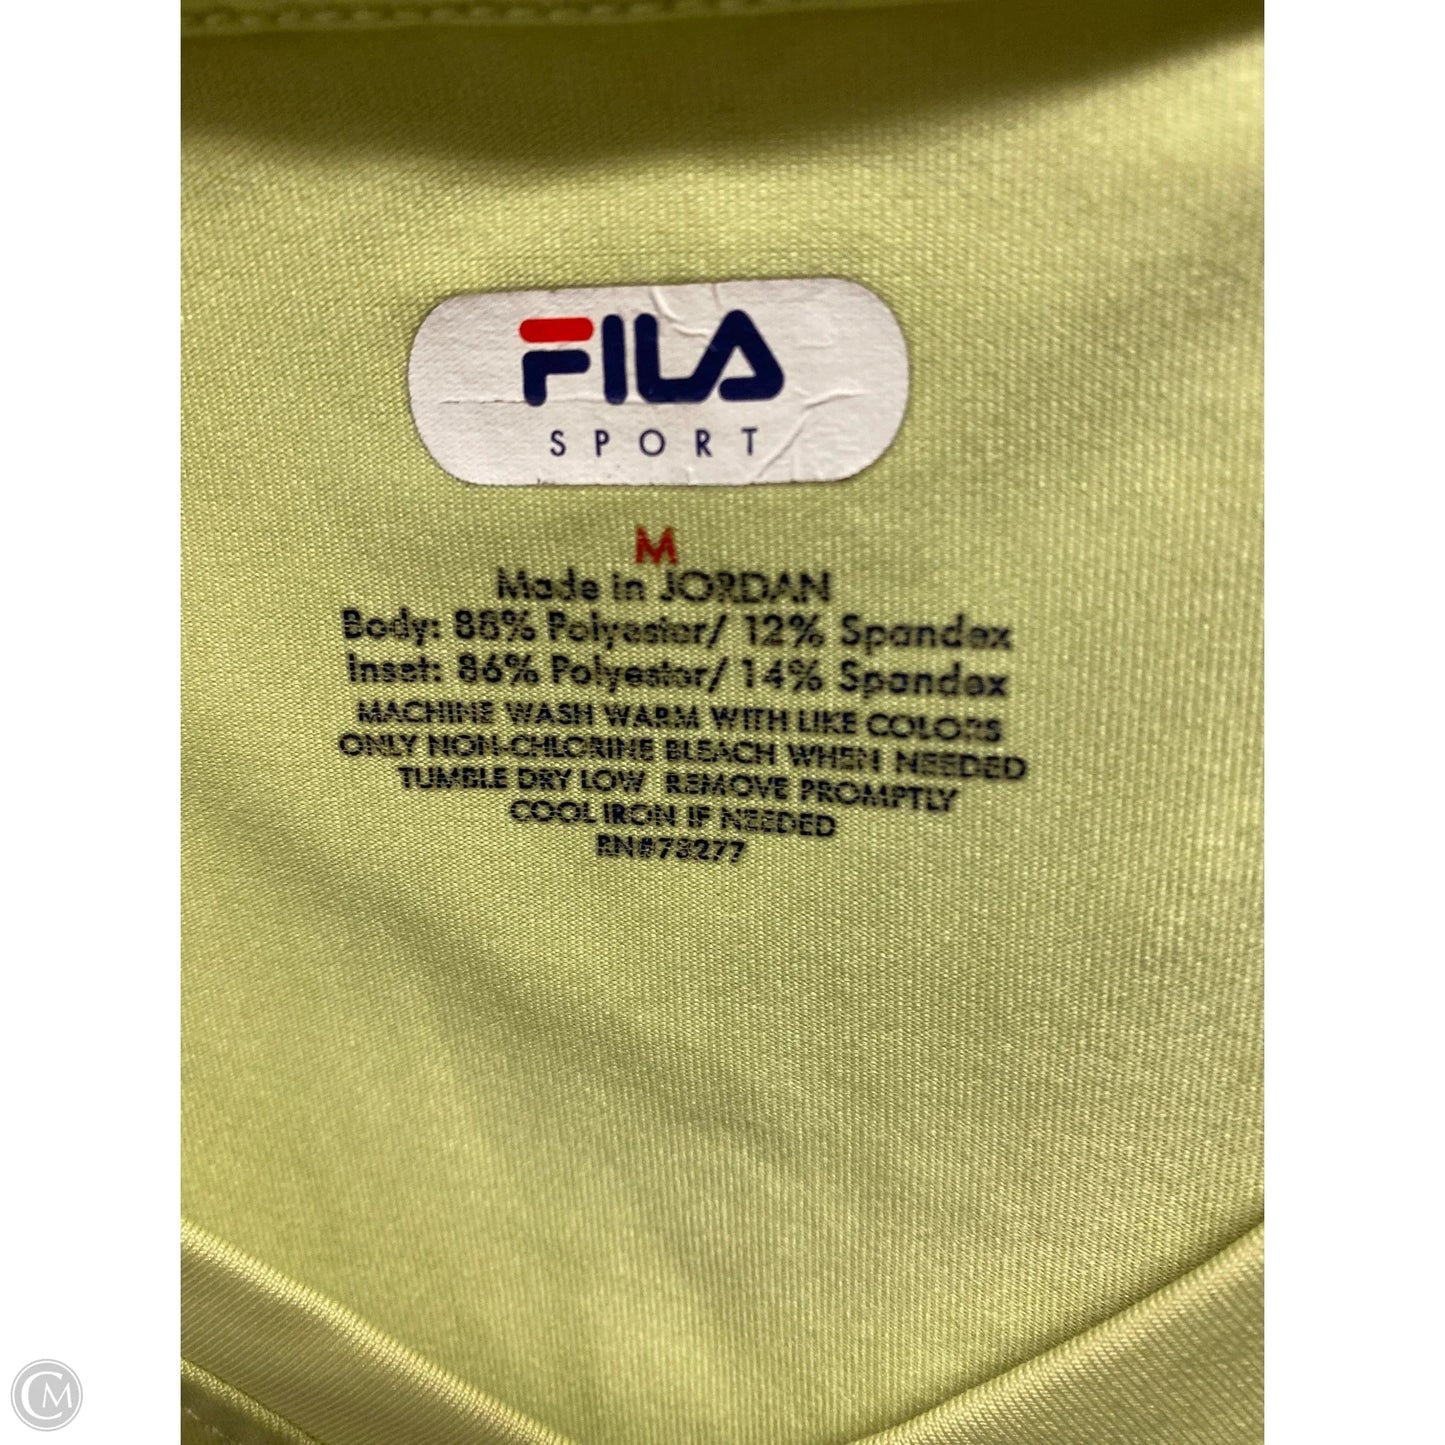 FILA
SPORT
M
Made in JORDAN
Body: 88% Polyester/ 12% Spandex
Inset: 86% Polyester/ 14% Spandex
MACHINE WASH WARM WITH LIKE COLORS
ONLY NON-CHLORINE BLEACH WHEN NEEDED
TUMBLE DRY LOW REMOVE PROMPTLY
COOL IRON IF NEEDED
RN#73277
CM